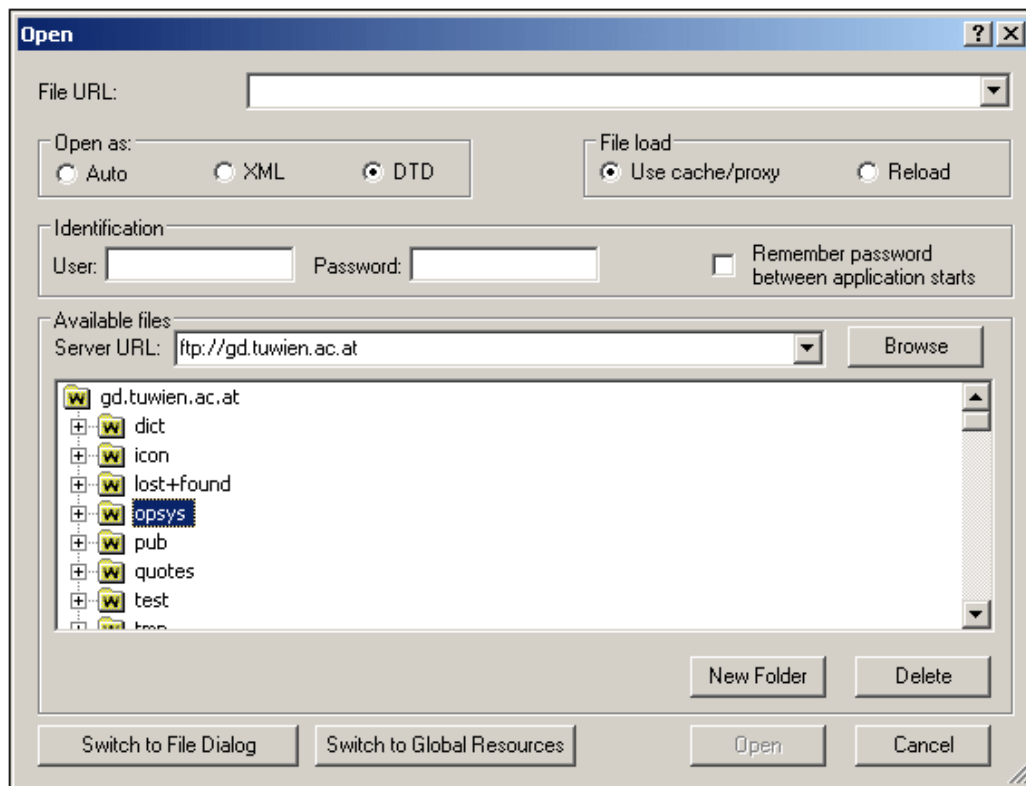 Open
File URL:
Open as:
File load
Auto
XML
DTD
Use cache/proxy
Reload
Identification
User:
Password:
Remember password
between application starts
Available files
Server URL:
ftp://gd.tuwien.ac.at
Browse
gd.tuwien.ac.at
dict
icon
lost+found
opsys
pub
quotes
test
tmp
New Folder
Delete
Switch to File Dialog
Switch to Global Resources
Open
Cancel